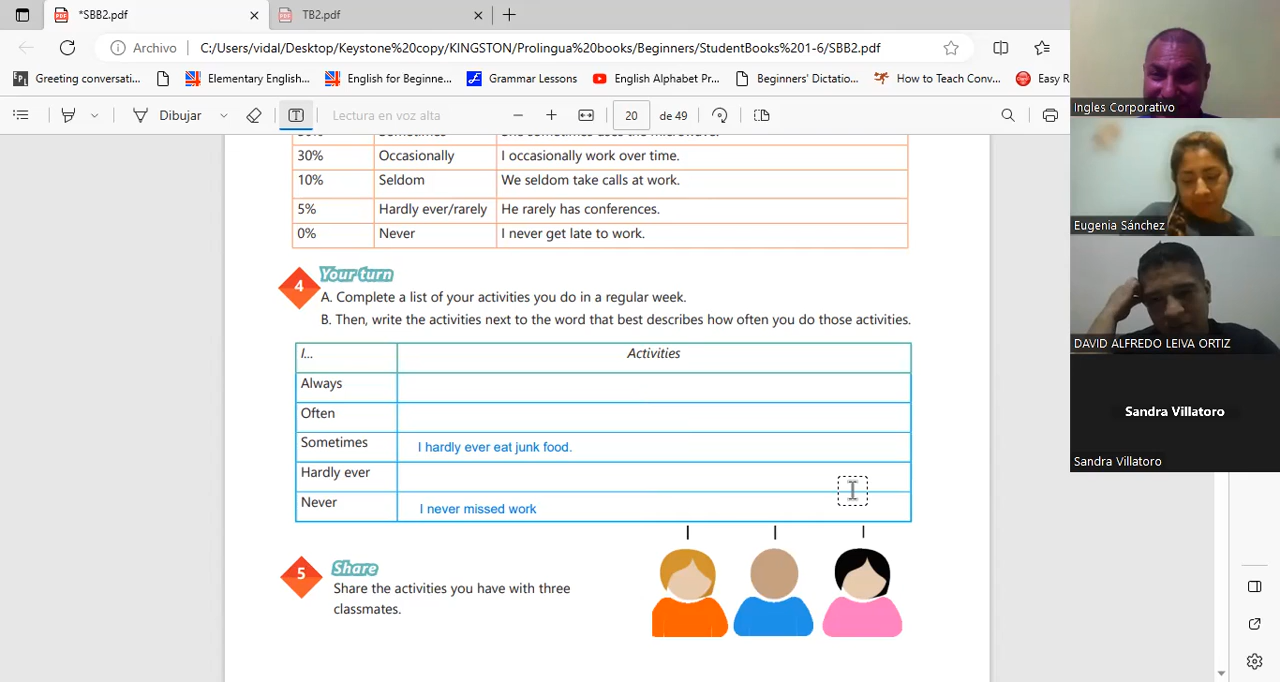 *SBB2.pdf
TB2.pdf
Archivo
C:/Users/vidal/Desktop/Keystone%20copy/KINGSTON/Prolingua%20books/Beginners/StudentBooks%201-6/SBB2.pdf
Greeting conversati...
Elementary English...
English for Beginne...
Grammar Lessons
English Alphabet Pr...
Beginners' Dictatio...
How to Teach Conv...
Easy R
Dibujar
Lectura en voz alta
20 de 49
30% Occasionally I occasionally work over time.
10% Seldom We seldom take calls at work.
5% Hardly ever/rarely He rarely has conferences.
0% Never I never get late to work.
4 Your turn
A. Complete a list of your activities you do in a regular week.
B. Then, write the activities next to the word that best describes how often you do those activities.
I... Activities
Always
Often
Sometimes I hardly ever eat junk food.
Hardly ever
Never I never missed work
5 Share
Share the activities you have with three
classmates.
Ingles Corporativo
Eugenia Sánchez
DAVID ALFREDO LEIVA ORTIZ
Sandra Villatoro
Sandra Villatoro